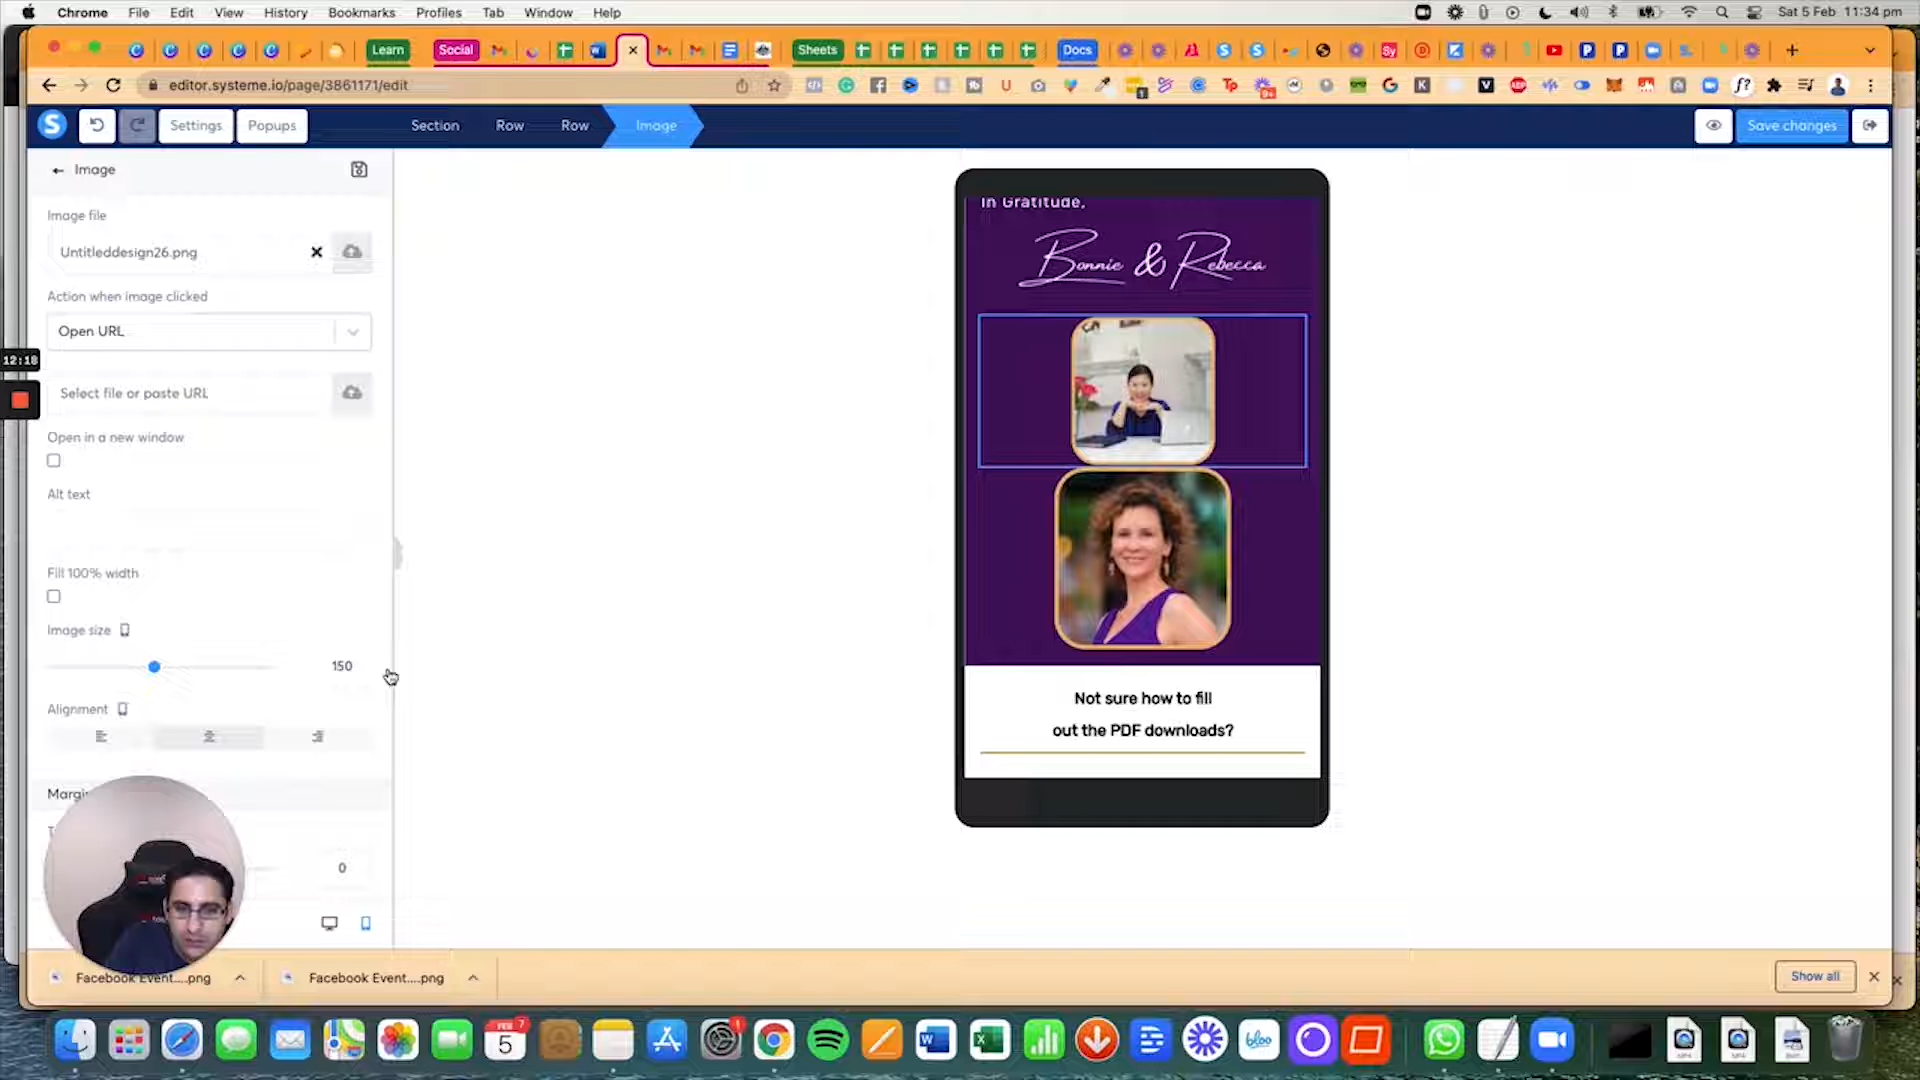 Chrome File Edit View History Bookmarks Profiles Tab Window Help
Sat 5 Feb 11:34 pm
Learn Social Sheets Docs
editor.systeme.io/page/3861171/edit
Settings Popups Section Row Row Image Save changes
Image
Image file
Untitleddesign26.png
Action when image clicked
Open URL
12:18
Select file or paste URL
Open in a new window
Alt text
Fill 100% width
Image size
150
Alignment
0
In Gratitude,
Bonnie & Rebecca
Not sure how to fill
out the PDF downloads?
Facebook Event....png
Facebook Event....png
Show all